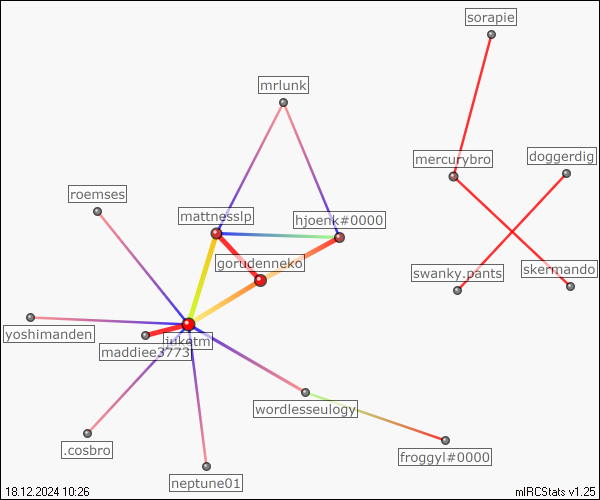 sorapie
mrlunk
mercurybro
doggerdig
roemses
mattnesslp
hjoenk#0000
gorudenneko
swanky.pants
skermando
yoshimanden
juketm
maddiee3773
wordlesseulogy
.cosbro
froggyl#0000
neptune01
18.12.2024 10:26
mIRCStats v1.25